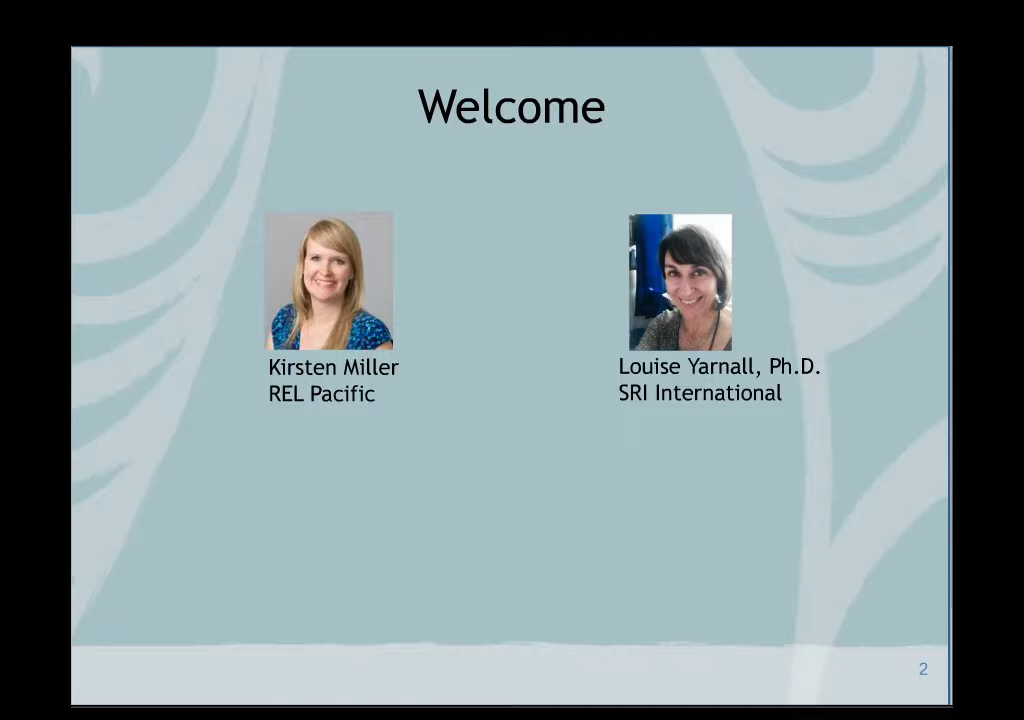 Welcome
Kirsten Miller
REL Pacific
Louise Yarnall, Ph.D.
SRI International
2